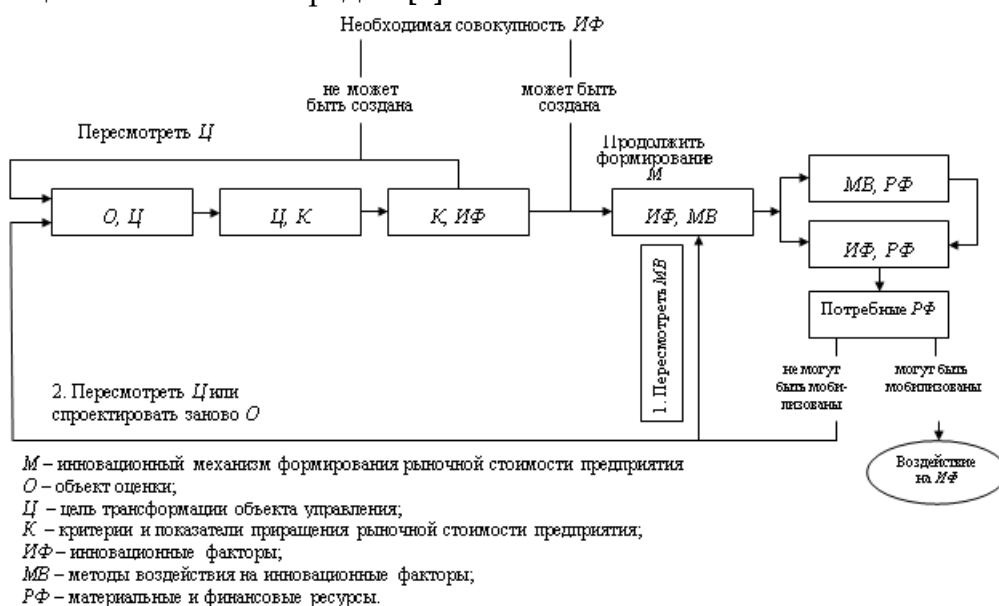 Необходимая совокупность ИФ
не может
быть создана
может быть
создана
Пересмотреть Ц
Продолжить
формирование
М
О, Ц
Ц, К
К, ИФ
ИФ, МВ
МВ, РФ
ИФ, РФ
1. Пересмотреть МВ
Потребные РФ
не могут
быть моби-
лизованы
могут быть
мобилизованы
2. Пересмотреть Ц или
спроектировать заново О
Воздействие
на ИФ
М – инновационный механизм формирования рыночной стоимости предприятия
О – объект оценки;
Ц – цель трансформации объекта управления;
К – критерии и показатели приращения рыночной стоимости предприятия;
ИФ – инновационные факторы;
МВ – методы воздействия на инновационные факторы;
РФ – материальные и финансовые ресурсы.